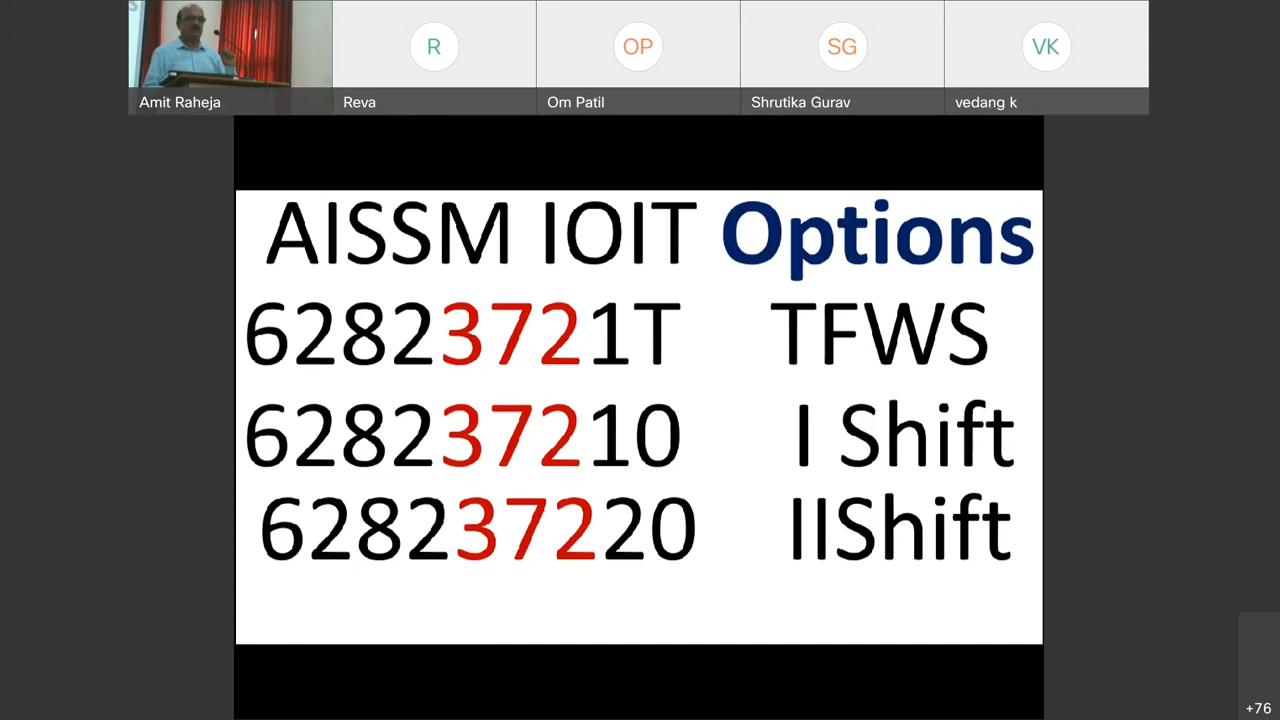 R
OP
SG
VK
Amit Raheja
Reva
Om Patil
Shrutika Gurav
vedang k
AISSM IOIT Options
62823721T TFWS
628237210 I Shift
628237220 IIShift
+76